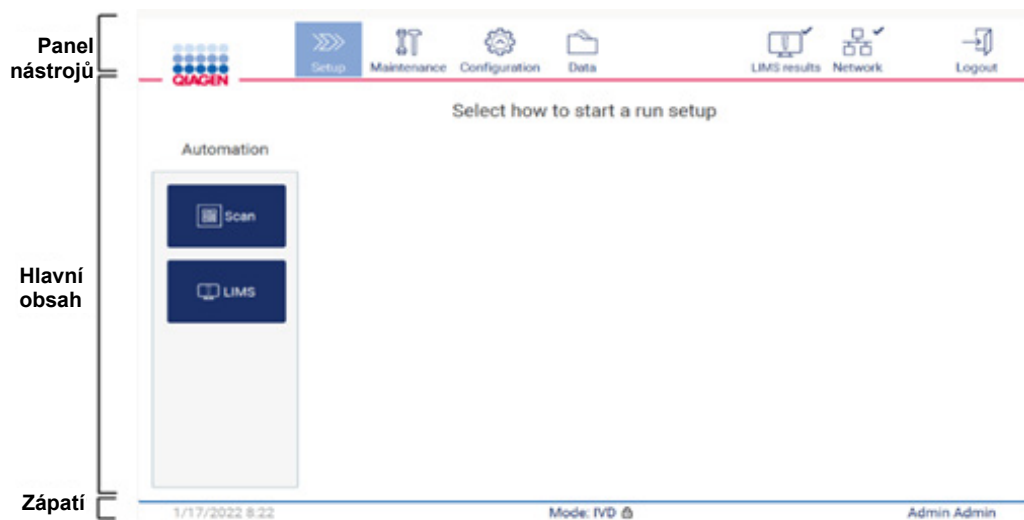 Panel
nástrojů
QIAGEN
Setup
Maintenance
Configuration
Data
LIMS results
Network
Logout
Select how to start a run setup
Automation
Scan
LIMS
Hlavní
obsah
Zápatí
1/17/2022 8:22
Mode: IVD
Admin Admin